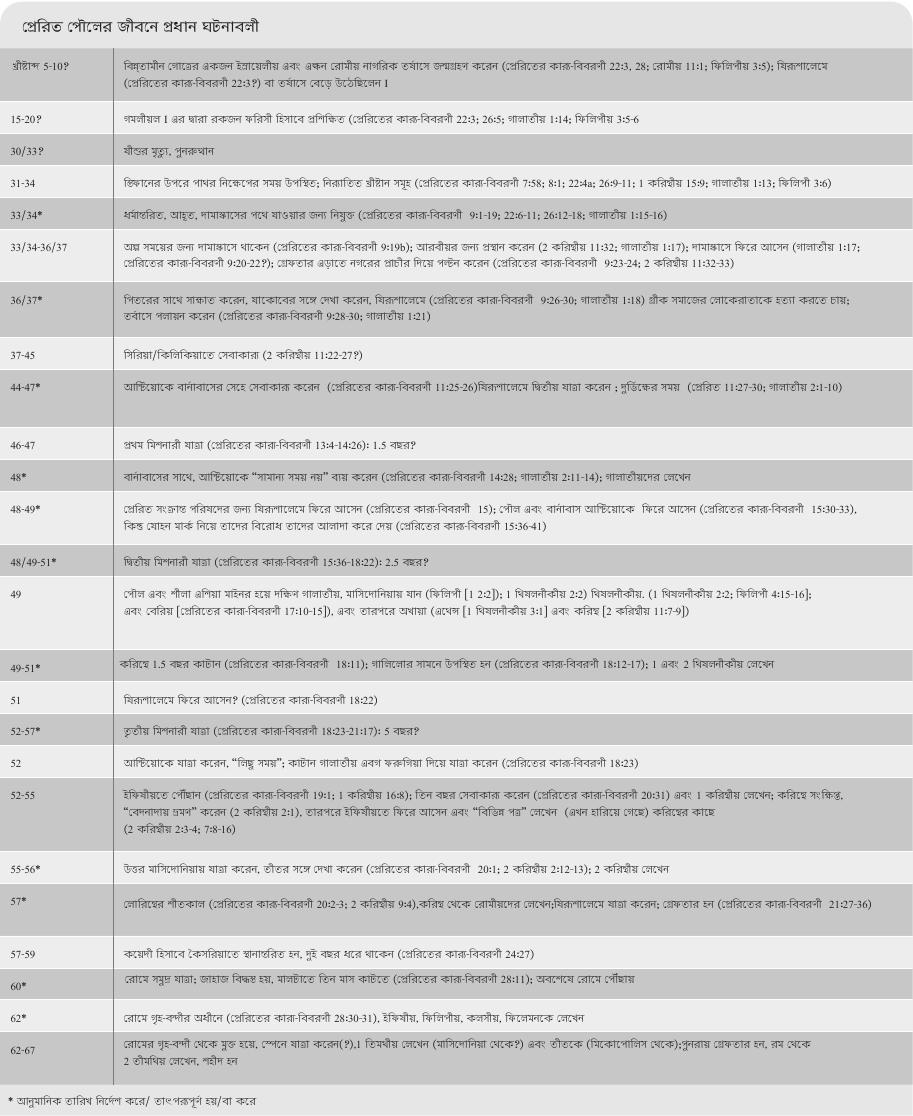 প্রেরিত পৌলের জীবনে প্রধান ঘটনাবলী
খ্রীষ্টাব্দ 5-10? বিন্যামীন গোত্রের একজন ইস্রায়েলীয় এবং একজন রোমীয় নাগরিক তর্ষীসে জন্মগ্রহণ করেন (প্রেরিতের কার্য-বিবরণী 22:3, 28; রোমীয় 11:1; ফিলিপীয় 3:5); যিরূশালেমে
(প্রেরিতের কার্য-বিবরণী 22:3?) বা তর্ষীসে বেড়ে উঠেছিলেন I
15-20? গমলীয়েল I এর দ্বারা রকজন ফরিসী হিসাবে প্রশিক্ষিত (প্রেরিতের কার্য-বিবরণী 22:3; 26:5; গালাতীয় 1:14; ফিলিপীয় 3:5-6
30/33? যীশুর মৃত্যু, পুনরুত্থান
31-34 স্তিফানের উপরে পাথর নিক্ষেপের সময় উপস্থিত; নির্যাতিত খ্রীষ্টান সমূহ (প্রেরিতের কার্য-বিবরণী 7:58; 8:1; 22:4a; 26:9-11; 1 করিন্থীয় 15:9; গালাতীয় 1:13; ফিলিপী 3:6)
33/34* ধর্মান্তরিত, আহূত, দামাস্কাসের পথে যাওয়ার জন্য নিযুক্ত (প্রেরিতের কার্য-বিবরণী 9:1-19; 22:6-11; 26:12-18; গালাতীয় 1:15-16)
33/34-36/37 অল্প সময়ের জন্য দামাস্কাসে থাকেন (প্রেরিতের কার্য-বিবরণী 9:19b); আরবীয়র জন্য প্রস্থান করেন (2 করিন্থীয় 11:32; গালাতীয় 1:17); দামাস্কাসে ফিরে আসেন (গালাতীয় 1:17;
প্রেরিতের কার্য-বিবরণী 9:20-22?); গ্রেফতার এড়াতে নগরের প্রাচীর দিয়ে পল্টন করেন (প্রেরিতের কার্য-বিবরণী 9:23-24; 2 করিন্থীয় 11:32-33)
36/37* পিতরের সাথে সাক্ষাত করেন, যাকোবের সঙ্গে দেখা করেন, যিরূশালেমে (প্রেরিতের কার্য-বিবরণী 9:26-30; গালাতীয় 1:18) গ্রীক সমাজের লোকেরাতাকে হত্যা করতে চায়;
তর্বাসে পলায়ন করেন (প্রেরিতের কার্য-বিবরণী 9:28-30; গালাতীয় 1:21)
37-45 সিরিয়া/কিলিকিয়াতে সেবাকার্য (2 করিন্থীয় 11:22-27?)
44-47* আন্টিয়োকে বার্নাবাসের সেহে সেবাকার্য করেন (প্রেরিতের কার্য-বিবরণী 11:25-26)যিরূশালেমে দ্বিতীয় যাত্রা করেন ; দুর্ভিক্ষের সময় (প্রেরিত 11:27-30; গালাতীয় 2:1-10)
46-47 প্রথম মিশনারী যাত্রা (প্রেরিতের কার্য-বিবরণী 13:4-14:26): 1.5 বছর?
48* বার্নাবাসের সাথে, আন্টিয়োকে “সামান্য সময় নয়” ব্যয় করেন (প্রেরিতের কার্য-বিবরণী 14:28; গালাতীয় 2:11-14); গালাতীয়দের লেখেন
48-49* প্রেরিত সংক্রান্ত পরিষদের জন্য যিরূশালেমে ফিরে আসেন (প্রেরিতের কার্য-বিবরণী 15); পৌল এবং বার্নাবাস আন্টিয়োকে ফিরে আসেন (প্রেরিতের কার্য-বিবরণী 15:30-33),
কিন্তু যোহন মার্ক নিয়ে তাদের বিরোধ তাদের আলাদা করে দেয় (প্রেরিতের কার্য-বিবরণী 15:36-41)
48/49-51* দ্বিতীয় মিশনারী যাত্রা (প্রেরিতের কার্য-বিবরণী 15:36-18:22): 2.5 বছর?
49 পৌল এবং শীলা এশিয়া মাইনর হয়ে দক্ষিণ গালাতীয়, মাসিদোনিয়ায় যান (ফিলিপী [1 2:2]); 1 থিষলনীকীয় 2:2) থিষলনীকীয়. (1 থিষলনীকীয় 2:2; ফিলিপী 4:15-16];
এবং বেরিয় [প্রেরিতের কার্য-বিবরণী 17:10-15]), এবং তারপরে অখায়া (এথেন্স [1 থিষলনীকীয় 3:1] এবং করিন্থ [2 করিন্থীয় 11:7-9])
49-51* করিন্থে 1.5 বছর কাটান (প্রেরিতের কার্য-বিবরণী 18:11); গালিলোর সামনে উপস্থিত হন (প্রেরিতের কার্য-বিবরণী 18:12-17); 1 এবং 2 থিষলনীকীয় লেখেন
51 যিরূশালেমে ফিরে আসেন? (প্রেরিতের কার্য-বিবরণী 18:22)
52-57* তৃতীয় মিশনারী যাত্রা (প্রেরিতের কার্য-বিবরণী 18:23-21:17): 5 বছর?
52 আন্টিয়োকে যাত্রা করেন, “লিছু সময়”; কাটান গালাতীয় এবগ ফরুগিয়া দিয়ে যাত্রা করেন (প্রেরিতের কার্য-বিবরণী 18:23)
52-55 ইফিষীয়তে পৌঁছান (প্রেরিতের কার্য-বিবরণী 19:1; 1 করিন্থীয় 16:8); তিন বছর সেবাকার্য করেন (প্রেরিতের কার্য-বিবরণী 20:31) এবং 1 করিন্থীয় লেখেন; করিন্থে সংক্ষিপ্ত,
“বেদনাদায় ভ্রমণ” করেন (2 করিন্থীয় 2:1), তারপরে ইফিষীয়তে ফিরে আসেন এবং “বিভিন্ন পত্র” লেখেন (এখন হারিয়ে গেছে) করিন্থের কাছে
(2 করিন্থীয় 2:3-4; 7:8-16)
55-56* উত্তর মাসিদোনিয়ায় যাত্রা করেন, তীতর সঙ্গে দেখা করেন (প্রেরিতের কার্য-বিবরণী 20:1; 2 করিন্থীয় 2:12-13); 2 করিন্থীয় লেখেন
57* লোরিন্থের শীতকাল (প্রেরিতের কার্য-বিবরণী 20:2-3; 2 করিন্থীয় 9:4),করিন্থ থেকে রোমীয়দের লেখেন;যিরূশালেমে যাত্রা করেন; গ্রেফতার হন (প্রেরিতের কার্য-বিবরণী 21:27-36)
57-59 কয়েদী হিসাবে কৈসরিয়াতে স্থানান্তরিত হন, দুই বছর ধরে থাকেন (প্রেরিতের কার্য-বিবরণী 24:27)
60* রোমে সমুদ্র যাত্রা; জাহাজ বিদ্ধস্ত হয়, মালটাতে তিন মাস কাটতে (প্রেরিতের কার্য-বিবরণী 28:11); অবশেষে রোমে পৌঁছায়
62* রোমে গৃহ-বন্দীর অধীনে (প্রেরিতের কার্য-বিবরণী 28:30-31), ইফিষীয়, ফিলিপীয়, কলসীয়, ফিলেমনকে লেখেন
62-67 রোমের গৃহ-বন্দী থেকে মুক্ত হয়ে, স্পেনে যাত্রা করেন(?),1 তিমথীয় লেখেন (মাসিদোনিয়া থেকে?) এবং তীতকে (মিকোপোলিস থেকে);পুনরায় গ্রেফতার হন, রম থেকে
2 তীমথিয় লেখেন, শহীদ হন
* আনুমানিক তারিখ নির্দেশ করে/ তাৎপর্যপূর্ণ হয়/বা করে